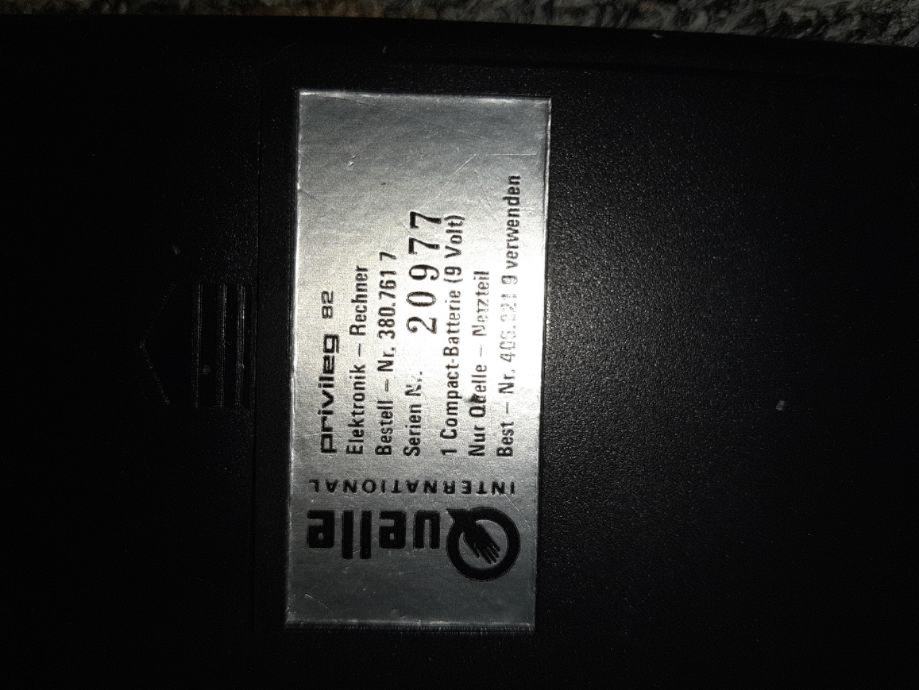 Quelle
INTERNATIONAL
privileg 82
Elektronik – Rechner
Bestell – Nr. 380.761 7
Serien Nr. 20977
1 Compact-Batterie (9 Volt)
Nur Quelle – Netzteil
Best – Nr. 9 verwenden